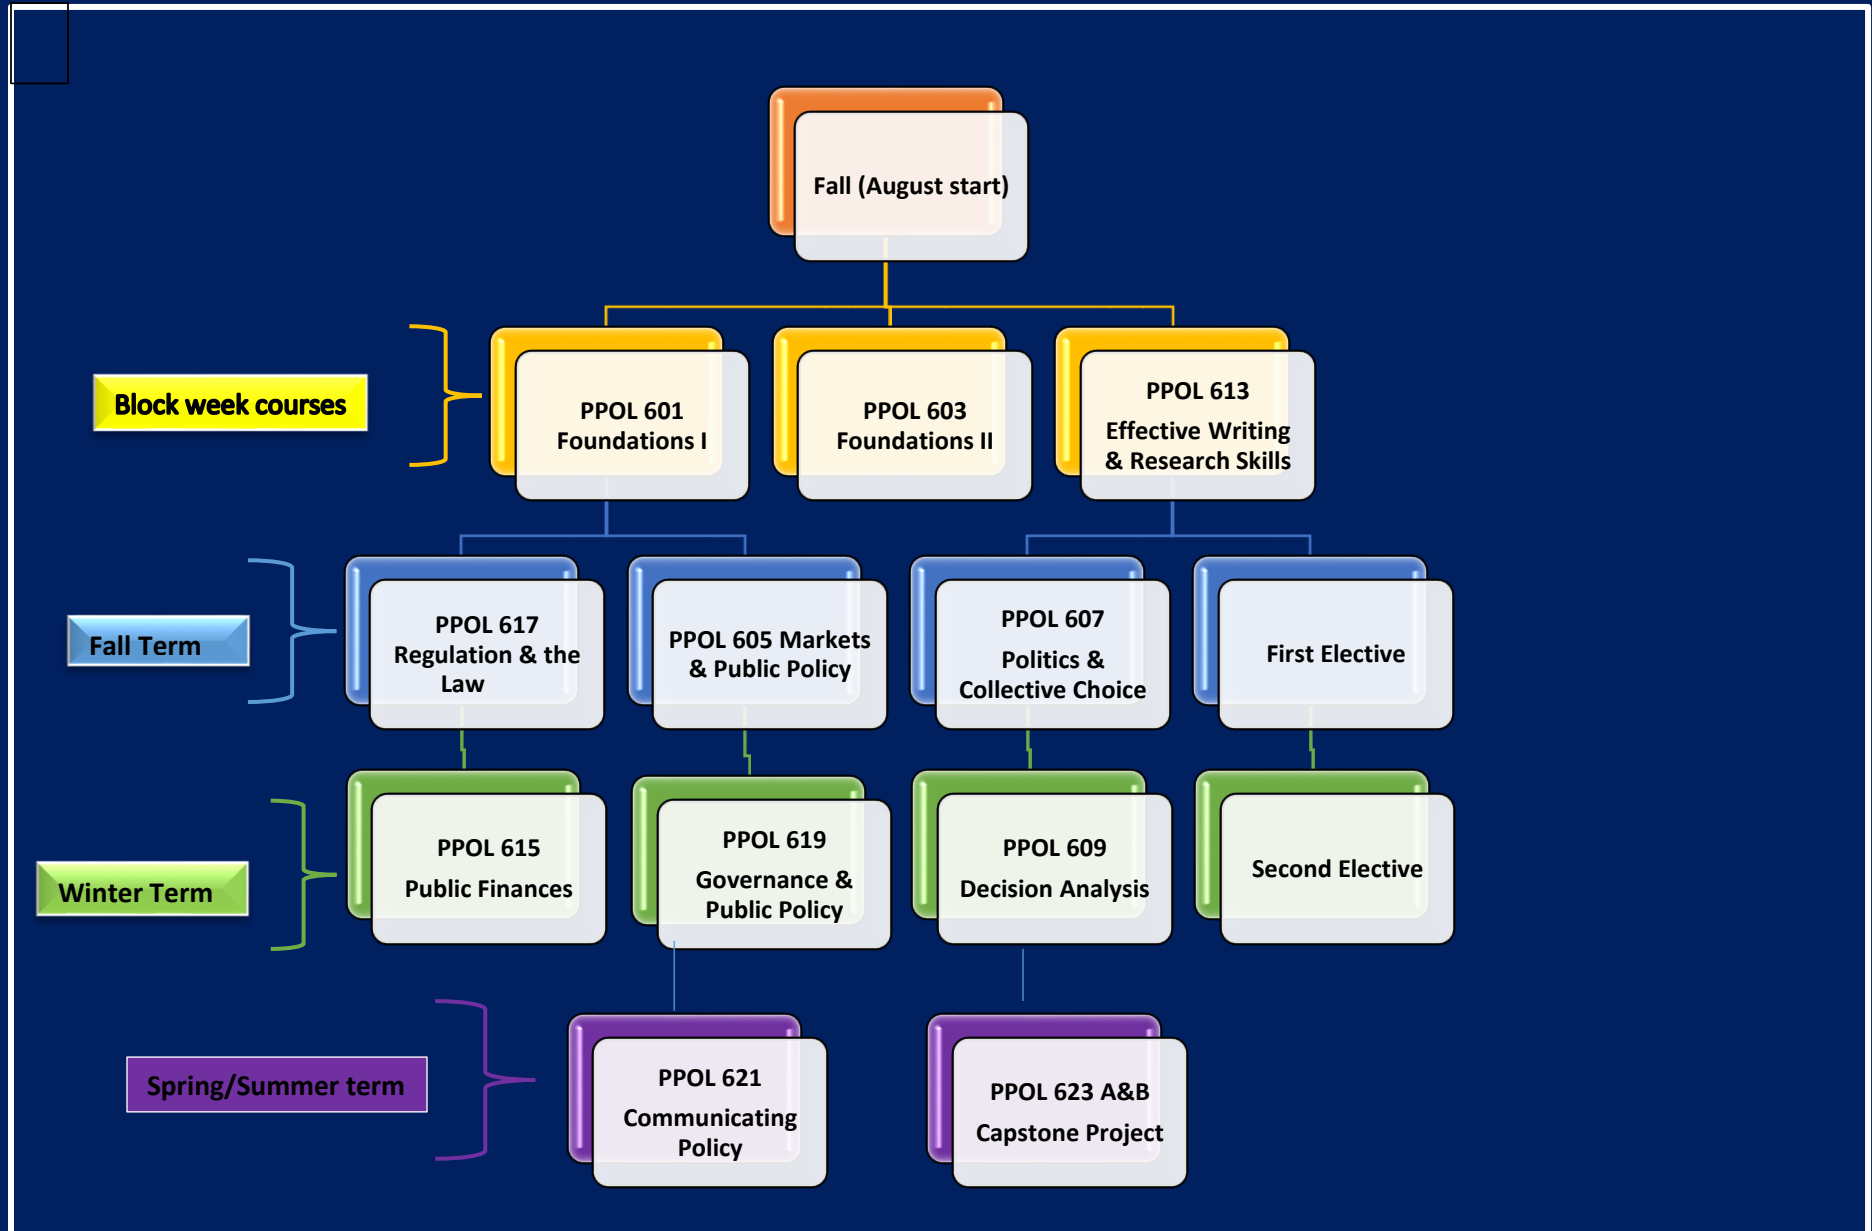 Fall (August start)
Block week courses
PPOL 601
Foundations I
PPOL 603
Foundations II
PPOL 613
Effective Writing
& Research Skills
Fall Term
PPOL 617
Regulation & the
Law
PPOL 605 Markets
& Public Policy
PPOL 607
Politics &
Collective Choice
First Elective
Winter Term
PPOL 615
Public Finances
PPOL 619
Governance &
Public Policy
PPOL 609
Decision Analysis
Second Elective
Spring/Summer term
PPOL 621
Communicating
Policy
PPOL 623 A&B
Capstone Project